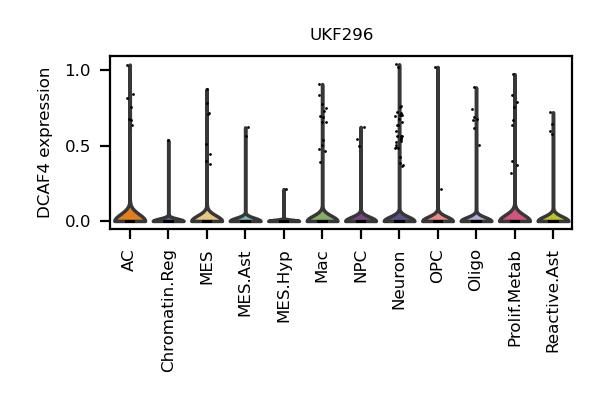 UKF296
DCAF4 expression
1.0
0.5
0.0
AC
Chromatin.Reg
MES
MES.Ast
MES.Hyp
Mac
NPC
Neuron
OPC
Oligo
Prolif.Metab
Reactive.Ast